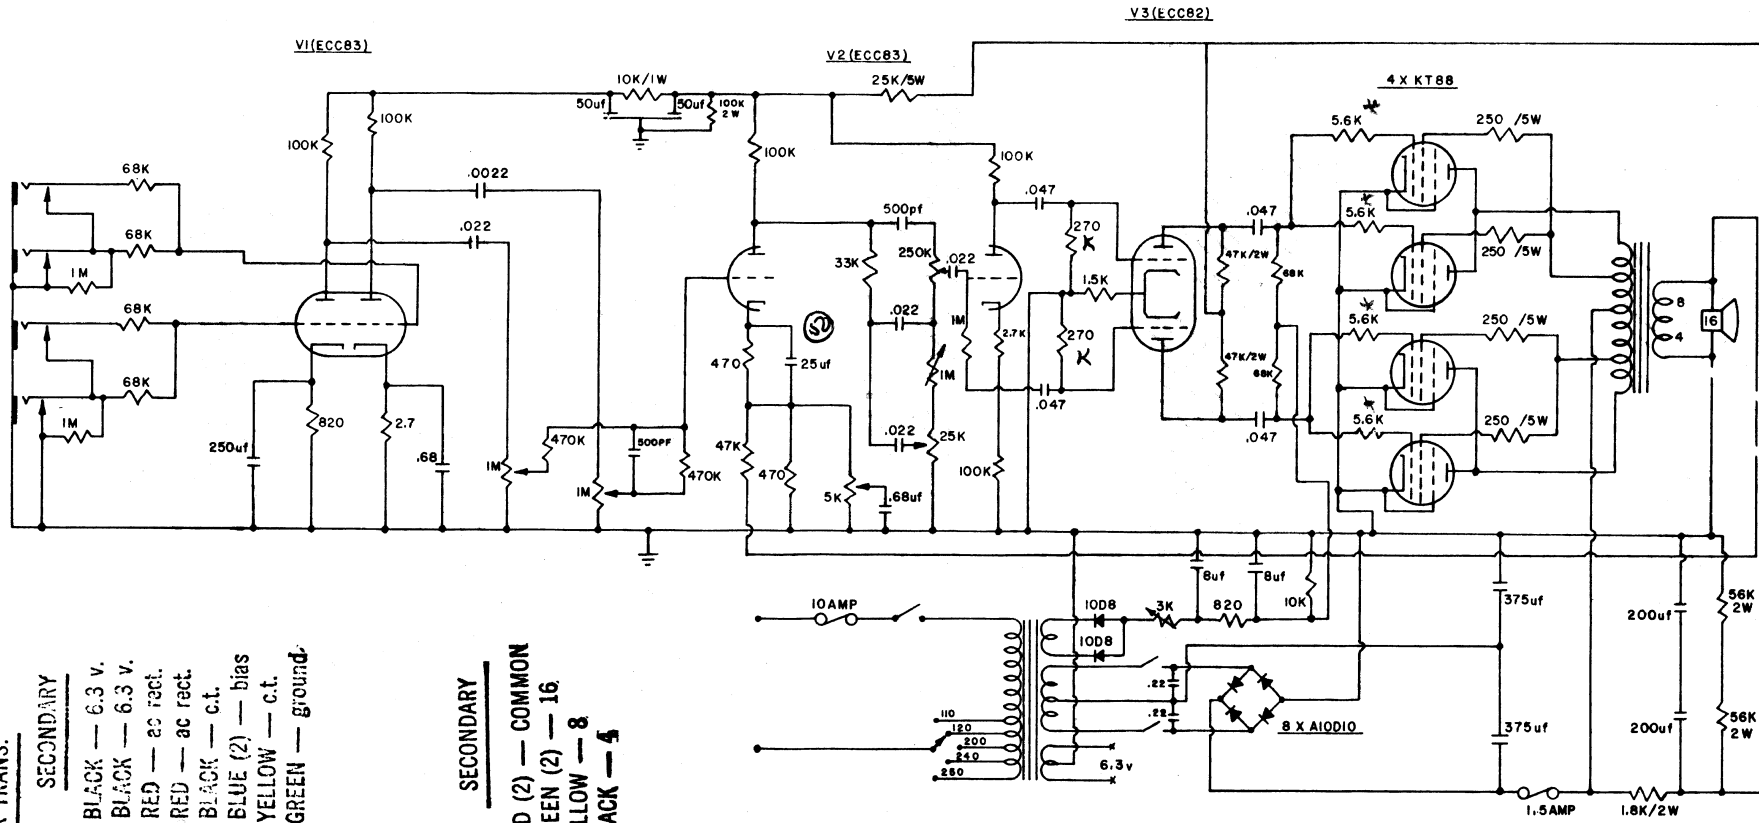 V3(ECC82)
V1(ECC83)
V2(ECC83)
10K/1W
25K/5W
4 X KT88
50uf
50uf
100K
2W
100K
100K
5.6K
250 /5W
100K
100K
68K
.0022
.047
5.6K
.047
500pf
.022
68K
270
K
250 /5W
33K
250K
.022
47K/2W
68K
1M
1.5K
8
68K
.022
5.6K
250 /5W
16
1M
2.7K
270
K
4
50
470
25uf
1M
47K/2W
68K
68K
.047
5.6K
1M
820
2.7
470K
.022
25K
.047
250 /5W
250uf
.68
500PF
47K
1M
470K
470
100K
1M
5K
.68uf
8uf
8uf
10K
375uf
56K
2W
200uf
10AMP
10D8
3K
820
10D8
.22
.22
110
120
200
240
260
8 X A10D10
6.3v
375uf
200uf
56K
2W
1.5AMP
1.8K/2W
TRANS.
SECONDARY
BLACK — 6.3 v.
BLACK — 6.3 v.
RED — ac rect.
RED — ac rect.
BLACK — c.t.
BLUE (2) — bias
YELLOW — c.t.
GREEN — ground.
SECONDARY
D (2) — COMMON
EEN (2) — 16
LLOW — 8
ACK — 4